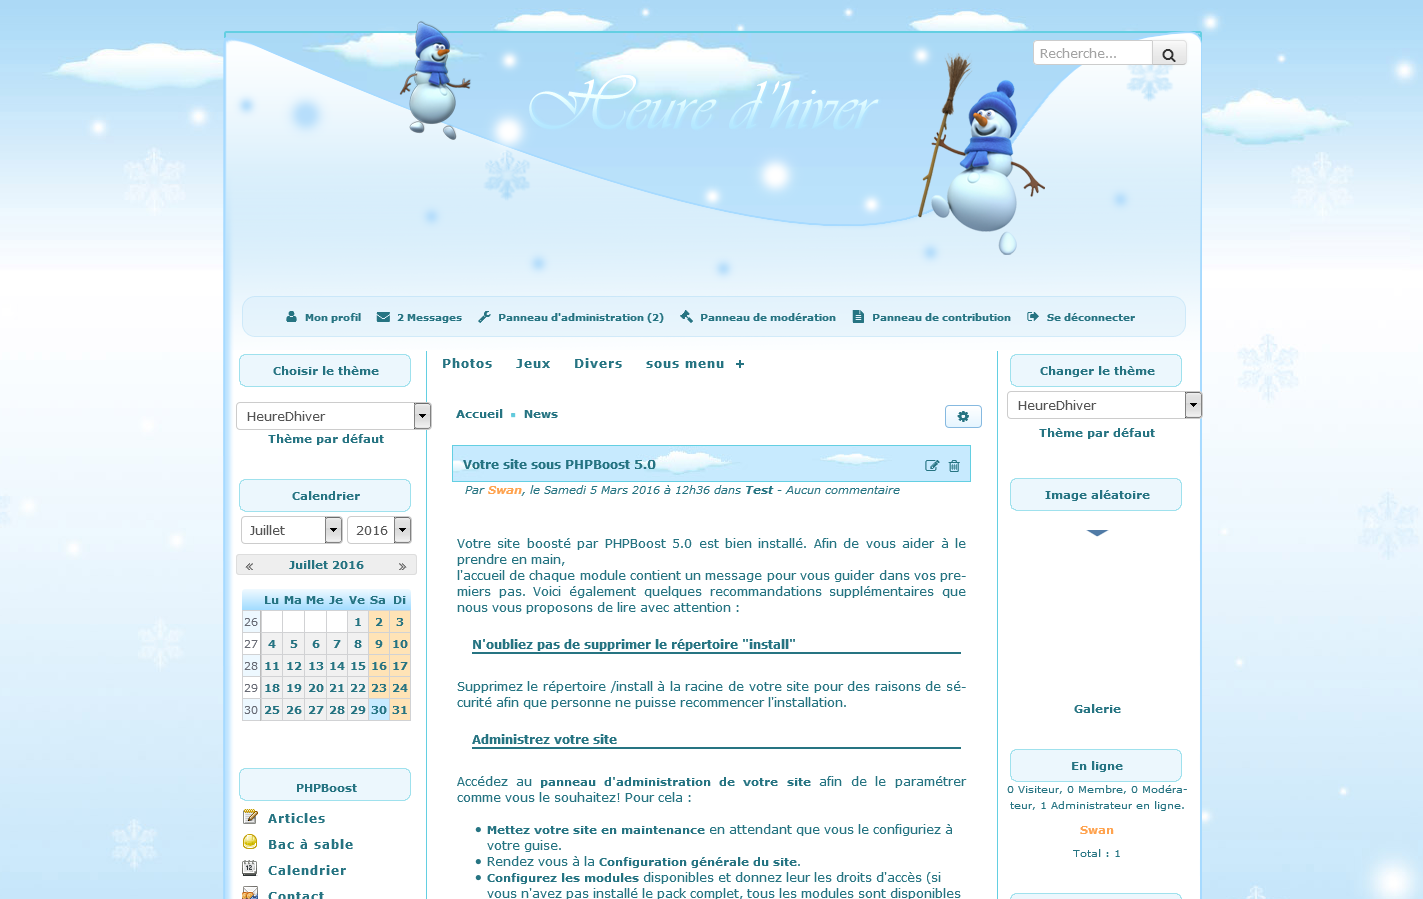 Recherche...
Heure d'hiver
Mon profil 2 Messages Panneau d'administration (2) Panneau de modération Panneau de contribution Se déconnecter
Choisir le thème
HeureDhiver
Thème par défaut
Calendrier
Juillet 2016
« Juillet 2016 »
Lu Ma Me Je Ve Sa Di
26 1 2 3
27 4 5 6 7 8 9 10
28 11 12 13 14 15 16 17
29 18 19 20 21 22 23 24
30 25 26 27 28 29 30 31
PHPBoost
Articles
Bac à sable
Calendrier
12
Contact
Photos Jeux Divers sous menu +
Accueil News
Votre site sous PHPBoost 5.0
Par Swan, le Samedi 5 Mars 2016 à 12h36 dans Test - Aucun commentaire
Votre site boosté par PHPBoost 5.0 est bien installé. Afin de vous aider à le
prendre en main,
l'accueil de chaque module contient un message pour vous guider dans vos pre-
miers pas. Voici également quelques recommandations supplémentaires que
nous vous proposons de lire avec attention :
N'oubliez pas de supprimer le répertoire "install"
Supprimez le répertoire /install à la racine de votre site pour des raisons de sé-
curité afin que personne ne puisse recommencer l'installation.
Administrez votre site
Accédez au panneau d'administration de votre site afin de le paramétrer
comme vous le souhaitez! Pour cela :
• Mettez votre site en maintenance en attendant que vous le configuriez à
votre guise.
• Rendez vous à la Configuration générale du site.
• Configurez les modules disponibles et donnez leur les droits d'accès (si
vous n'avez pas installé le pack complet, tous les modules sont disponibles
Changer le thème
HeureDhiver
Thème par défaut
Image aléatoire
Galerie
En ligne
0 Visiteur, 0 Membre, 0 Modéra-
teur, 1 Administrateur en ligne.
Swan
Total : 1